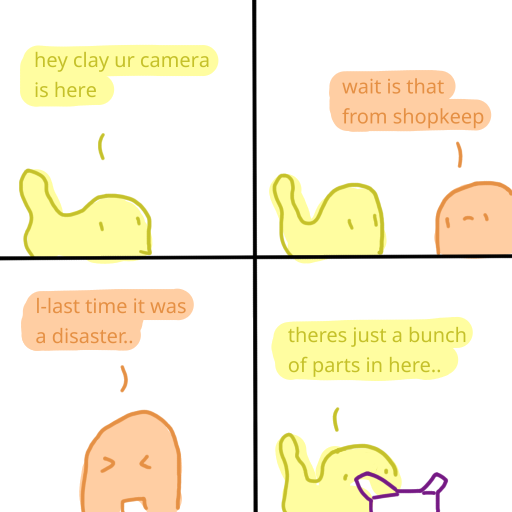 hey clay ur camera
is here
wait is that
from shopkeep
l-last time it was
a disaster..
theres just a bunch
of parts in here..